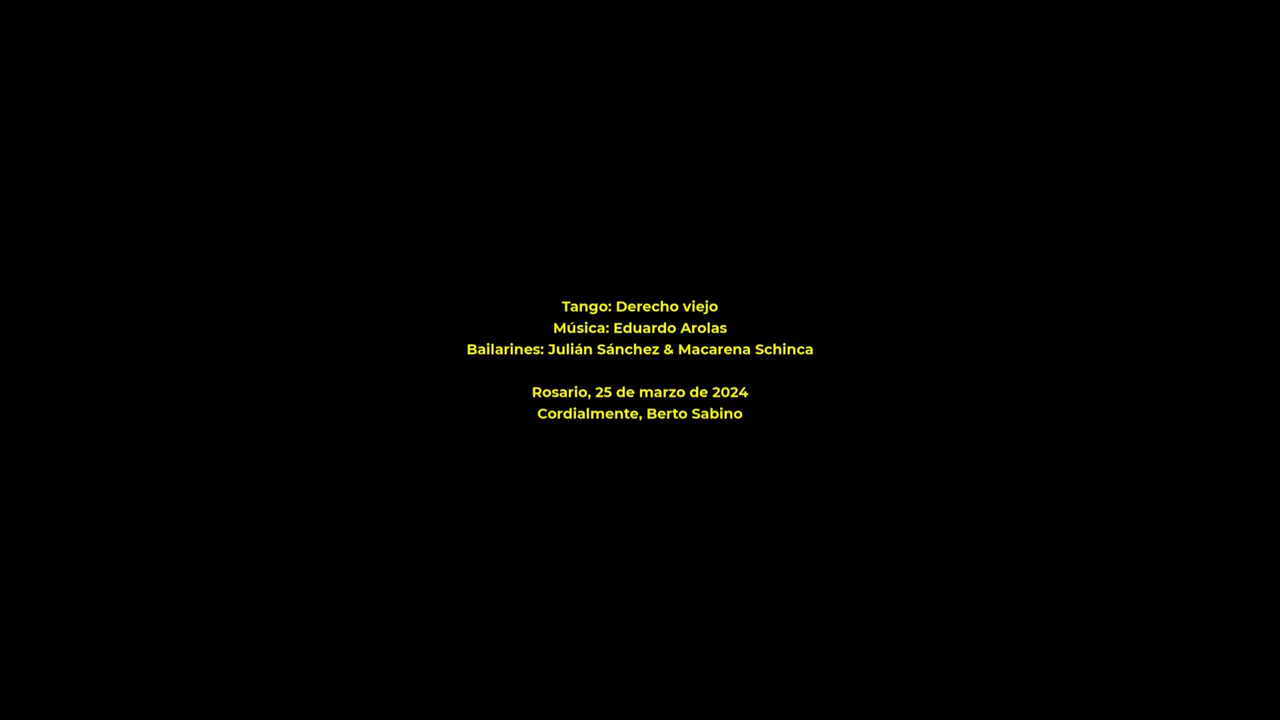 Tango: Derecho viejo
Música: Eduardo Arolas
Bailarines: Julián Sánchez & Macarena Schinca
Rosario, 25 de marzo de 2024
Cordialmente, Berto Sabino